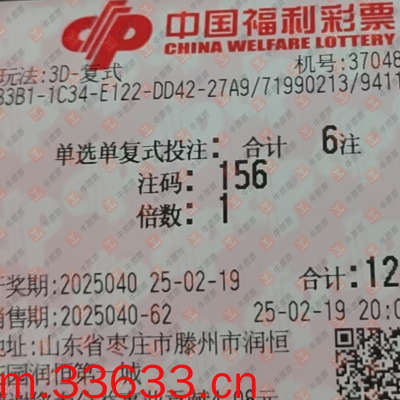 中国福利彩票
CHINA WELFARE LOTTERY
玩法:3D-复式 机号:37048
83B1-1C34-E122-DD42-27A9/71990213/9411
单选单复式投注: 合计 6注
注码: 156
倍数: 1
奖期:2025040 25-02-19 合计:12
销售期:2025040-62 25-02-19 20:0
地址:山东省枣庄市滕州市润恒
m.33633.cn